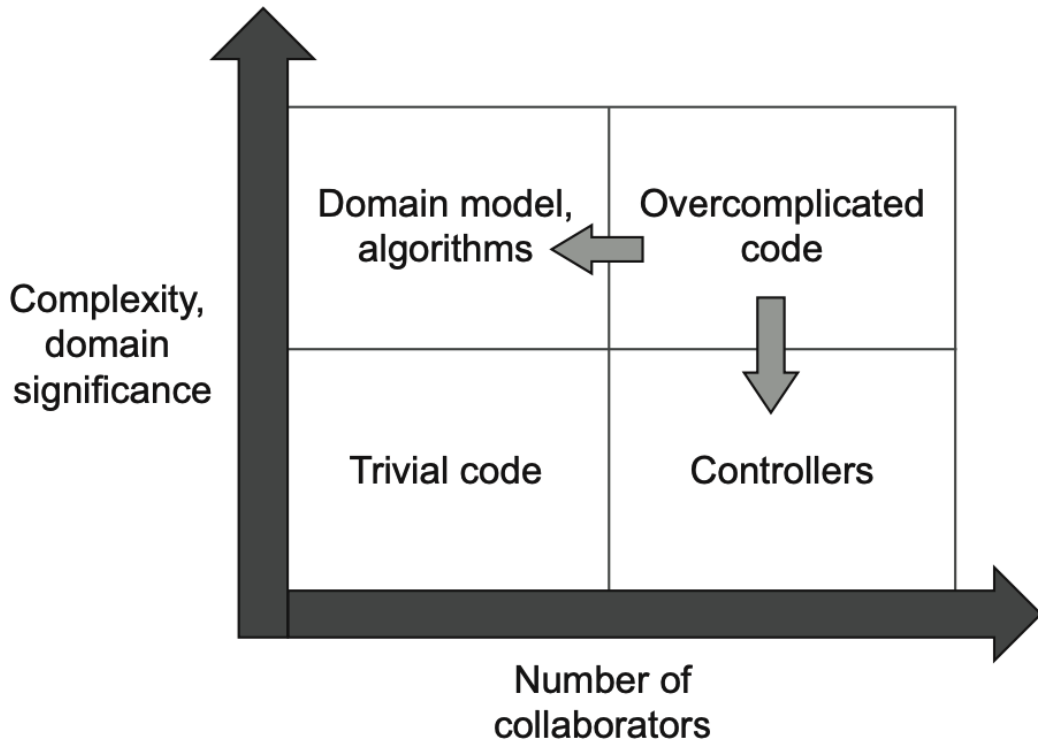 Domain model,
algorithms
Overcomplicated
code
Complexity,
domain
significance
Trivial code
Controllers
Number of
collaborators